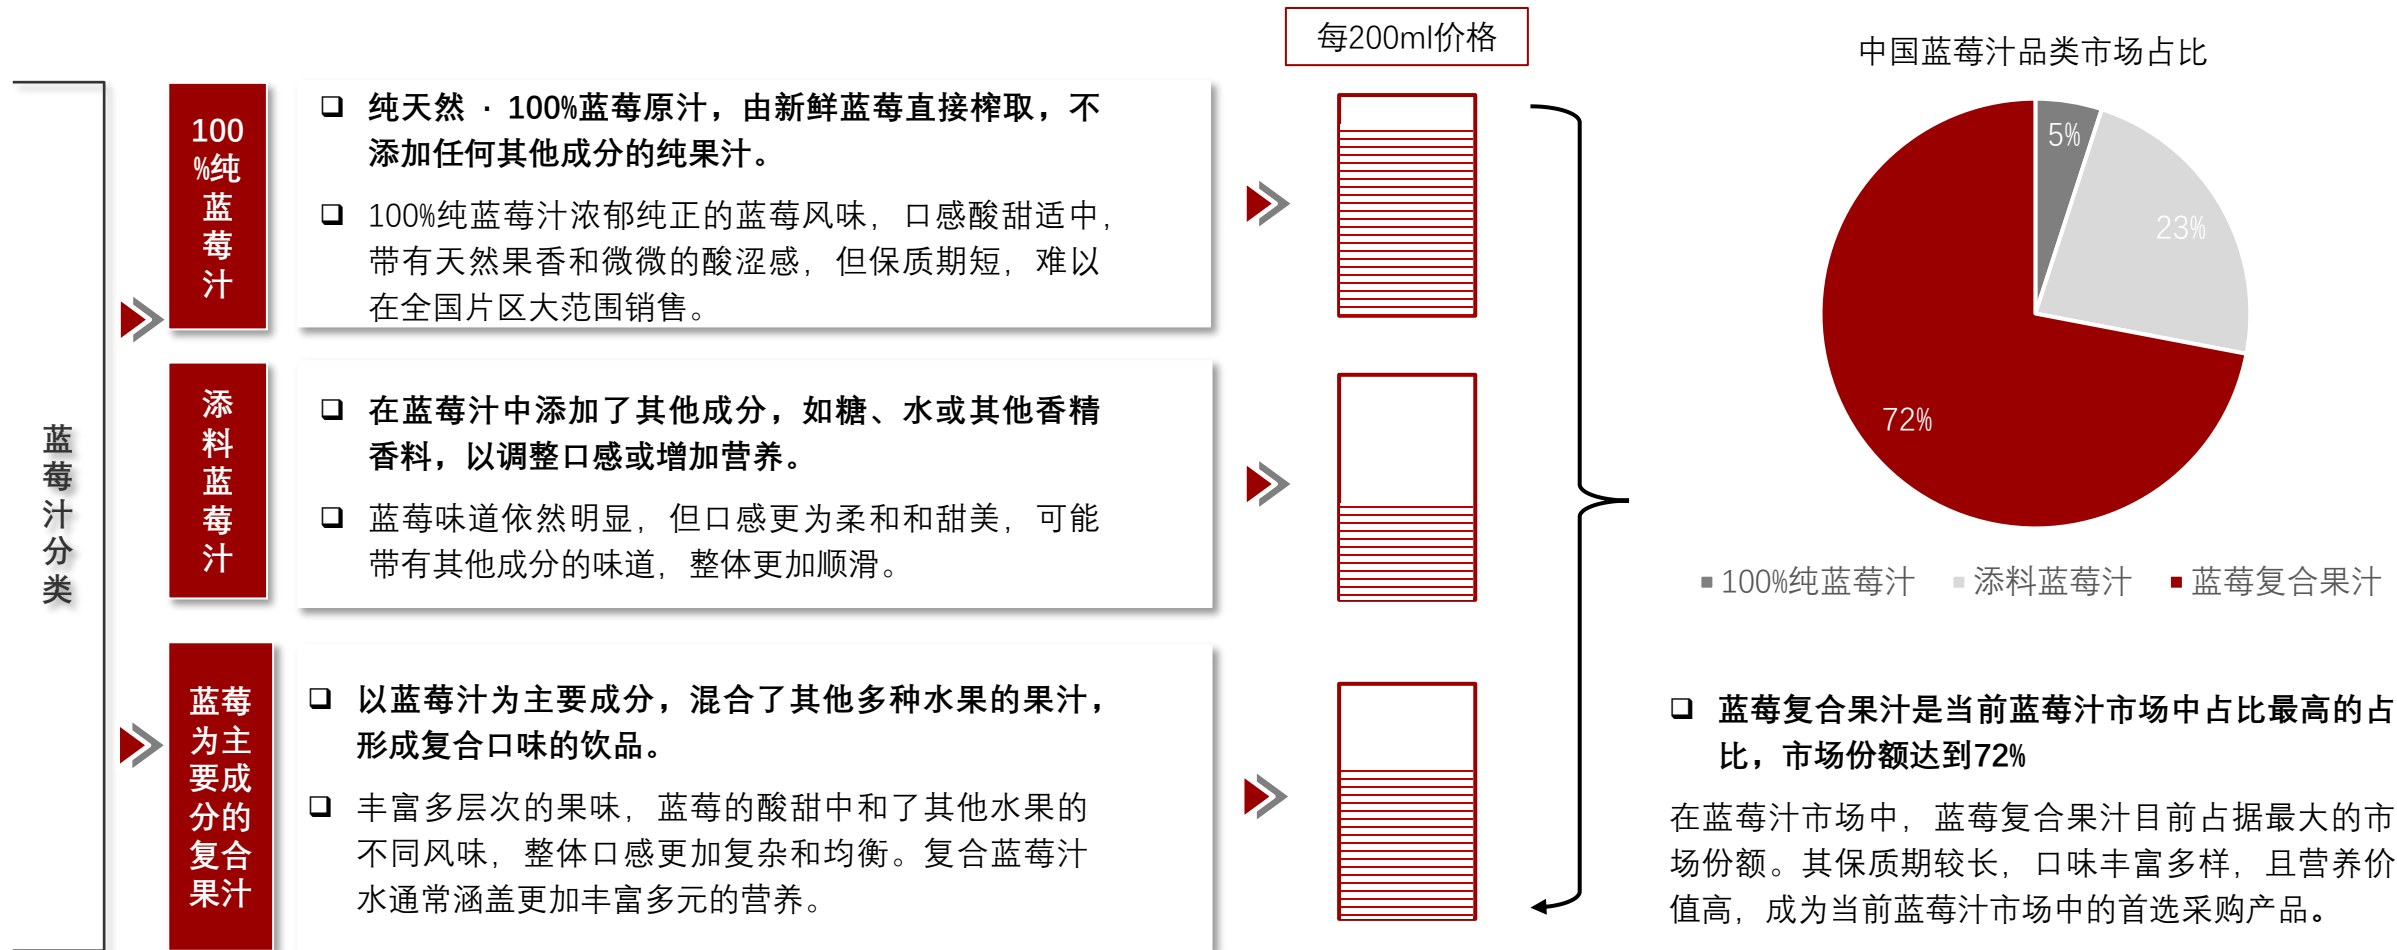 每200ml价格
中国蓝莓汁品类市场占比
蓝
莓
汁
分
类
100
%纯
蓝
莓
汁
纯天然 · 100%蓝莓原汁，由新鲜蓝莓直接榨取，不
添加任何其他成分的纯果汁。
100%纯蓝莓汁浓郁纯正的蓝莓风味，口感酸甜适中，
带有天然果香和微微的酸涩感，但保质期短，难以
在全国片区大范围销售。
添
料
蓝
莓
汁
在蓝莓汁中添加了其他成分，如糖、水或其他香精
香料，以调整口感或增加营养。
蓝莓味道依然明显，但口感更为柔和和甜美，可能
带有其他成分的味道，整体更加顺滑。
蓝莓
为主
要成
分的
复合
果汁
以蓝莓汁为主要成分，混合了其他多种水果的果汁，
形成复合口味的饮品。
丰富多层次的果味，蓝莓的酸甜中和了其他水果的
不同风味，整体口感更加复杂和均衡。复合蓝莓汁
水通常涵盖更加丰富多元的营养。
5%
23%
72%
100%纯蓝莓汁 添料蓝莓汁 蓝莓复合果汁
蓝莓复合果汁是当前蓝莓汁市场中占比最高的占
比，市场份额达到72%
在蓝莓汁市场中，蓝莓复合果汁目前占据最大的市
场份额。其保质期较长，口味丰富多样，且营养价
值高，成为当前蓝莓汁市场中的首选采购产品。